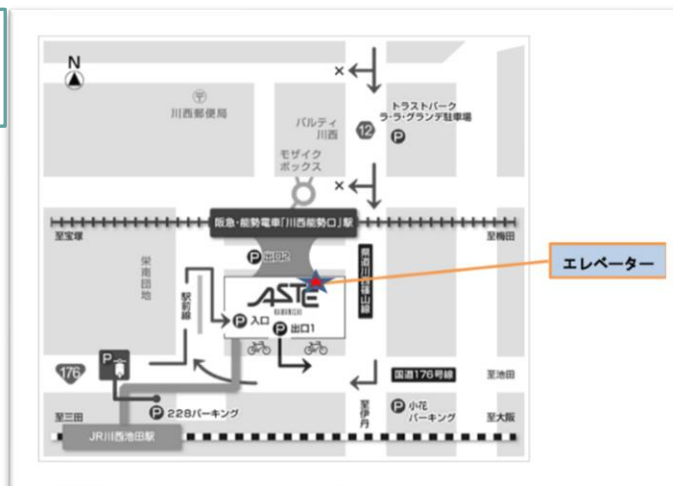 N
川西郵便局
パルティ
川西
モザイク
ボックス
12
トラストパーク
ラ・ラ・グランデ駐車場
P
阪急・能勢電車「川西能勢口」駅
至宝塚
至梅田
P 出口2
栄南団地
駅前線
ASTE
KAWANISHI
P 入口
P 出口1
県道川西篠山線
エレベーター
176
P
国道176号線
至池田
至三田
P 228パーキング
至伊丹
P 小花
パーキング
至大阪
JR川西池田駅